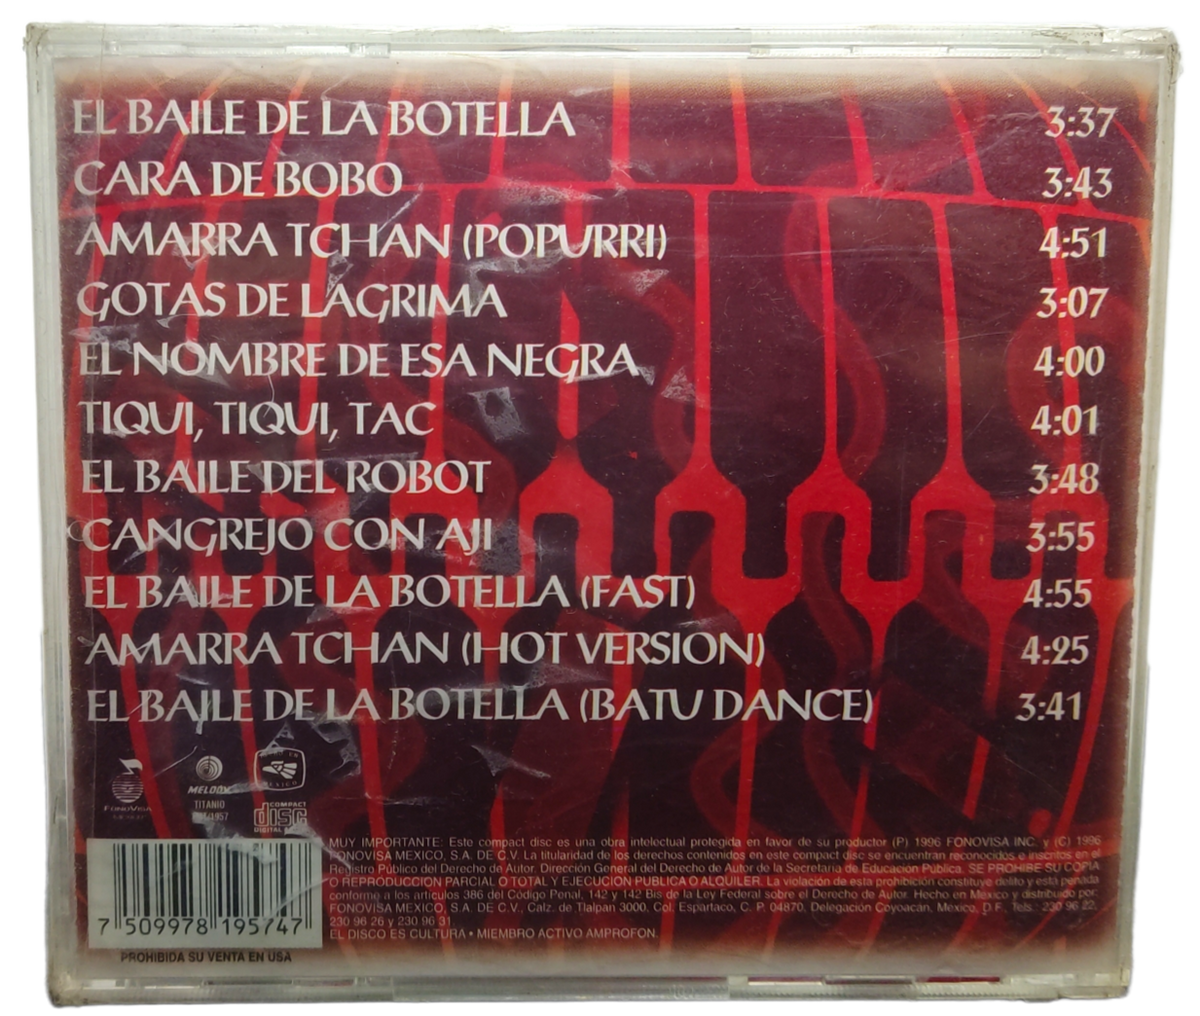 EL BAILE DE LA BOTELLA 3:37
CARA DE BOBO 3:43
AMARRA TCHAN (POPURRI) 4:51
GOTAS DE LAGRIMA 3:07
EL NOMBRE DE ESA NEGRA 4:00
TIQUI, TIQUI, TAC 4:01
EL BAILE DEL ROBOT 3:48
CANGREJO CON AJI 3:55
EL BAILE DE LA BOTELLA (FAST) 4:55
AMARRA TCHAN (HOT VERSION) 4:25
EL BAILE DE LA BOTELLA (BATU DANCE) 3:41
FONOVISA
MEXICO
MELODY
TITANIO
1957
MEXICO
COMPACT
disc
DIGITAL
MUY IMPORTANTE: Este compact disc es una obra intelectual protegida en favor de su productor (P) 1996 FONOVISA INC. y (C) 1996
FONOVISA MEXICO, S.A. DE C.V. La titularidad de los derechos contenidos en este compact disc se encuentran reconocidos e inscritos en el
Registro Público del Derecho de Autor. Dirección General del Derecho de Autor de la Secretaría de Educación Pública. SE PROHIBE SU COPIA
O REPRODUCCION PARCIAL O TOTAL Y EJECUCION PUBLICA O ALQUILER. La violación de esta prohibición constituye delito y está penada
conforme a los artículos 386 del Código Penal, 142 y 142 Bis de la Ley Federal sobre el Derecho de Autor. Hecho en México y distribuido por:
FONOVISA MEXICO, S.A. DE C.V., Calz. de Tlalpan 3000, Col. Espartaco, C. P. 04870, Delegación Coyoacán, México, D.F., Tels.: 230 96 22,
230 96 26 y 230 96 31
EL DISCO ES CULTURA • MIEMBRO ACTIVO AMPROFON.
7 509978 195747
PROHIBIDA SU VENTA EN USA